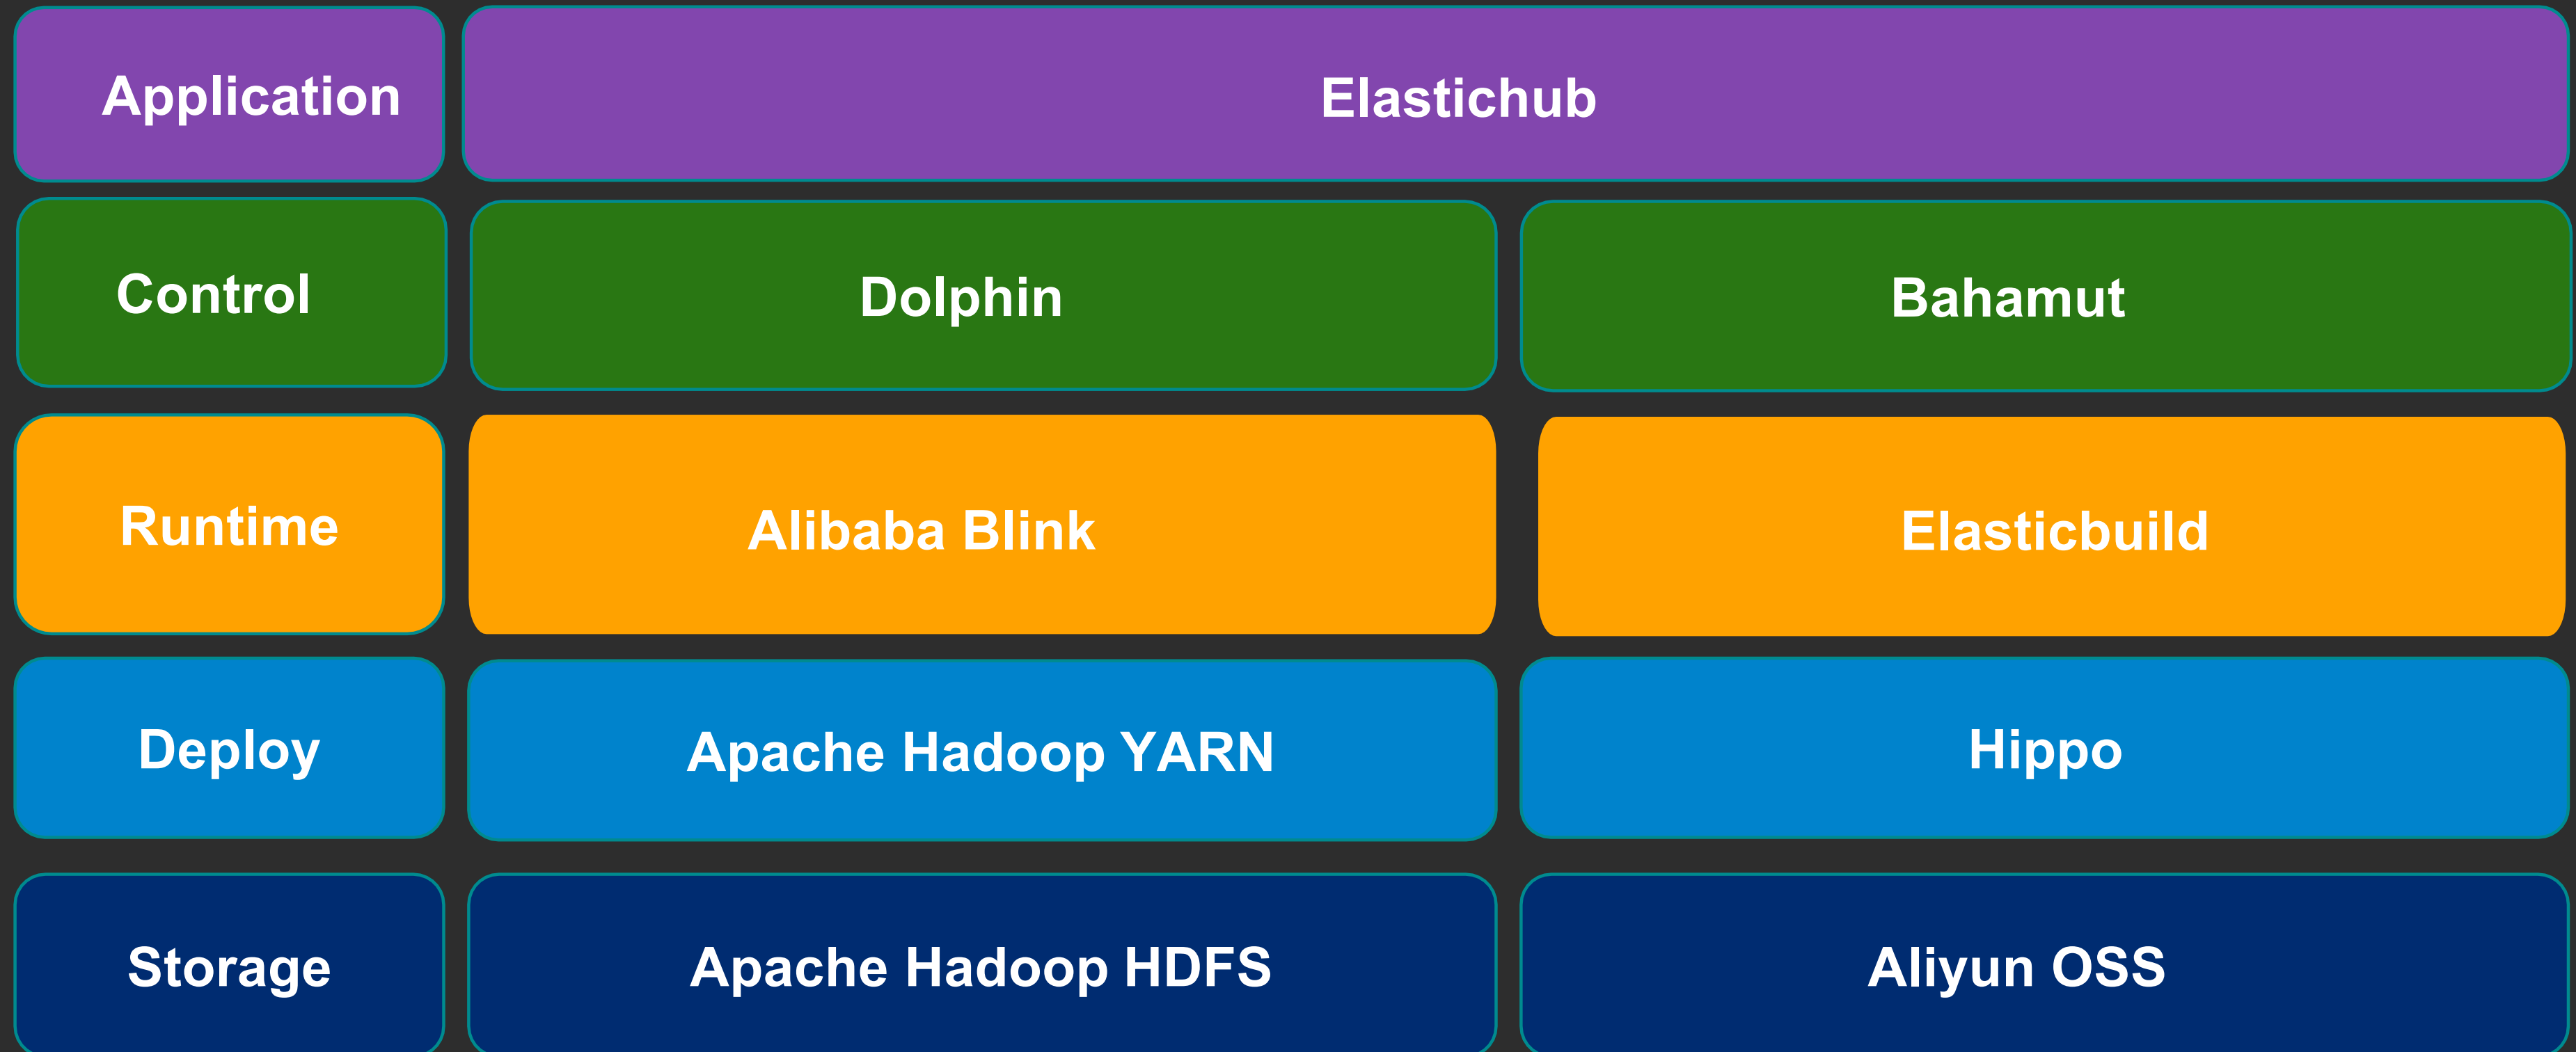 Application
Elastichub
Control
Dolphin
Bahamut
Runtime
Alibaba Blink
Elasticbuild
Deploy
Apache Hadoop YARN
Hippo
Storage
Apache Hadoop HDFS
Aliyun OSS